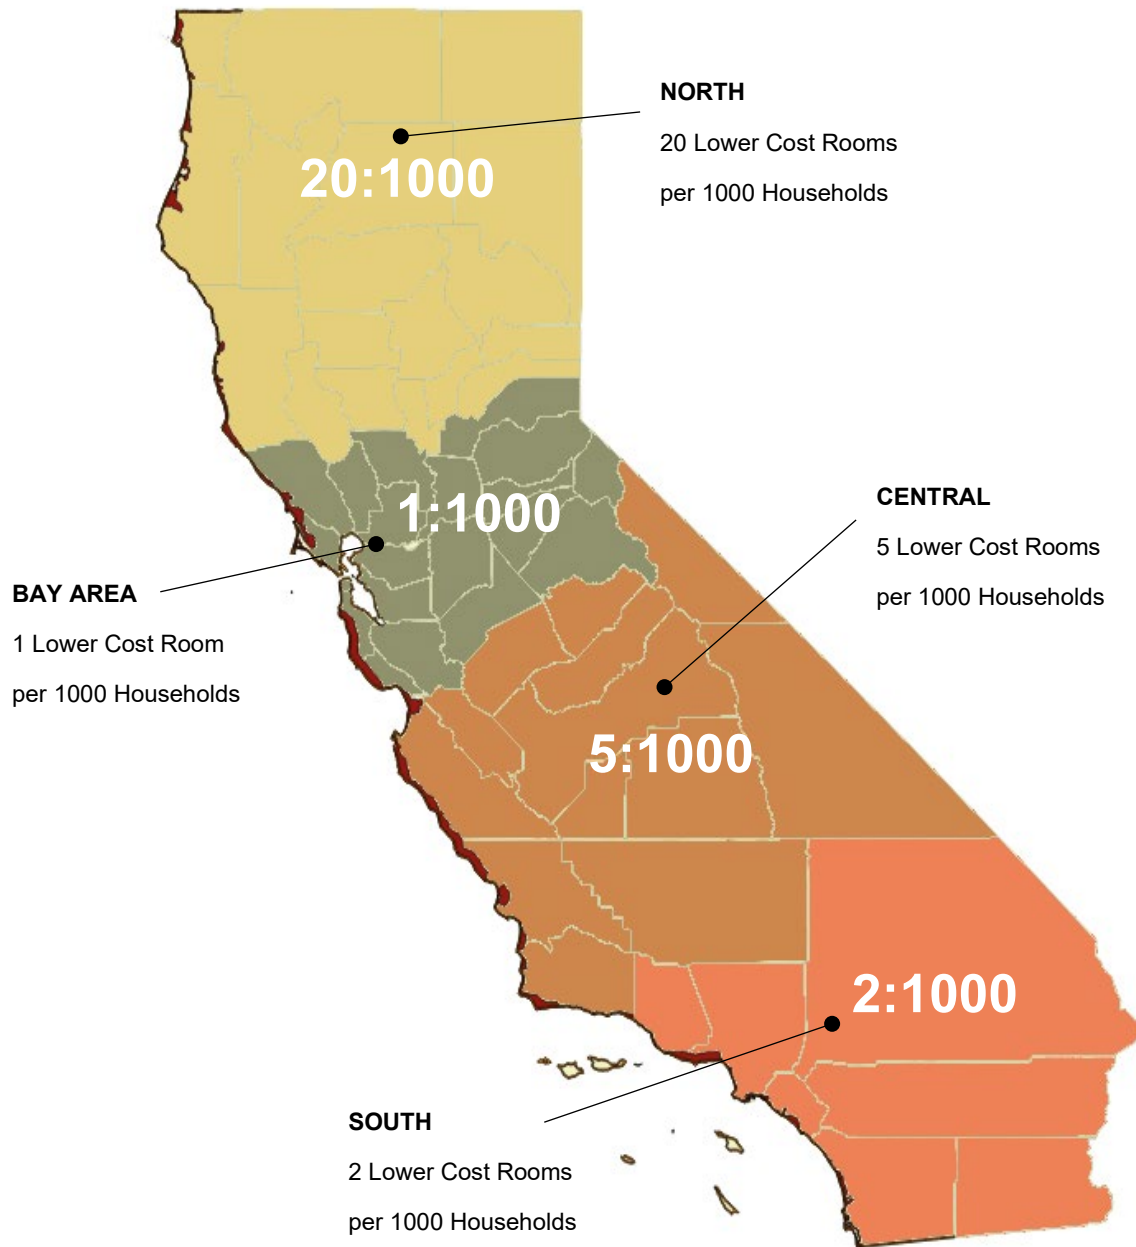 NORTH
20 Lower Cost Rooms
per 1000 Households
20:1000
1:1000
CENTRAL
5 Lower Cost Rooms
per 1000 Households
BAY AREA
1 Lower Cost Room
per 1000 Households
5:1000
2:1000
SOUTH
2 Lower Cost Rooms
per 1000 Households